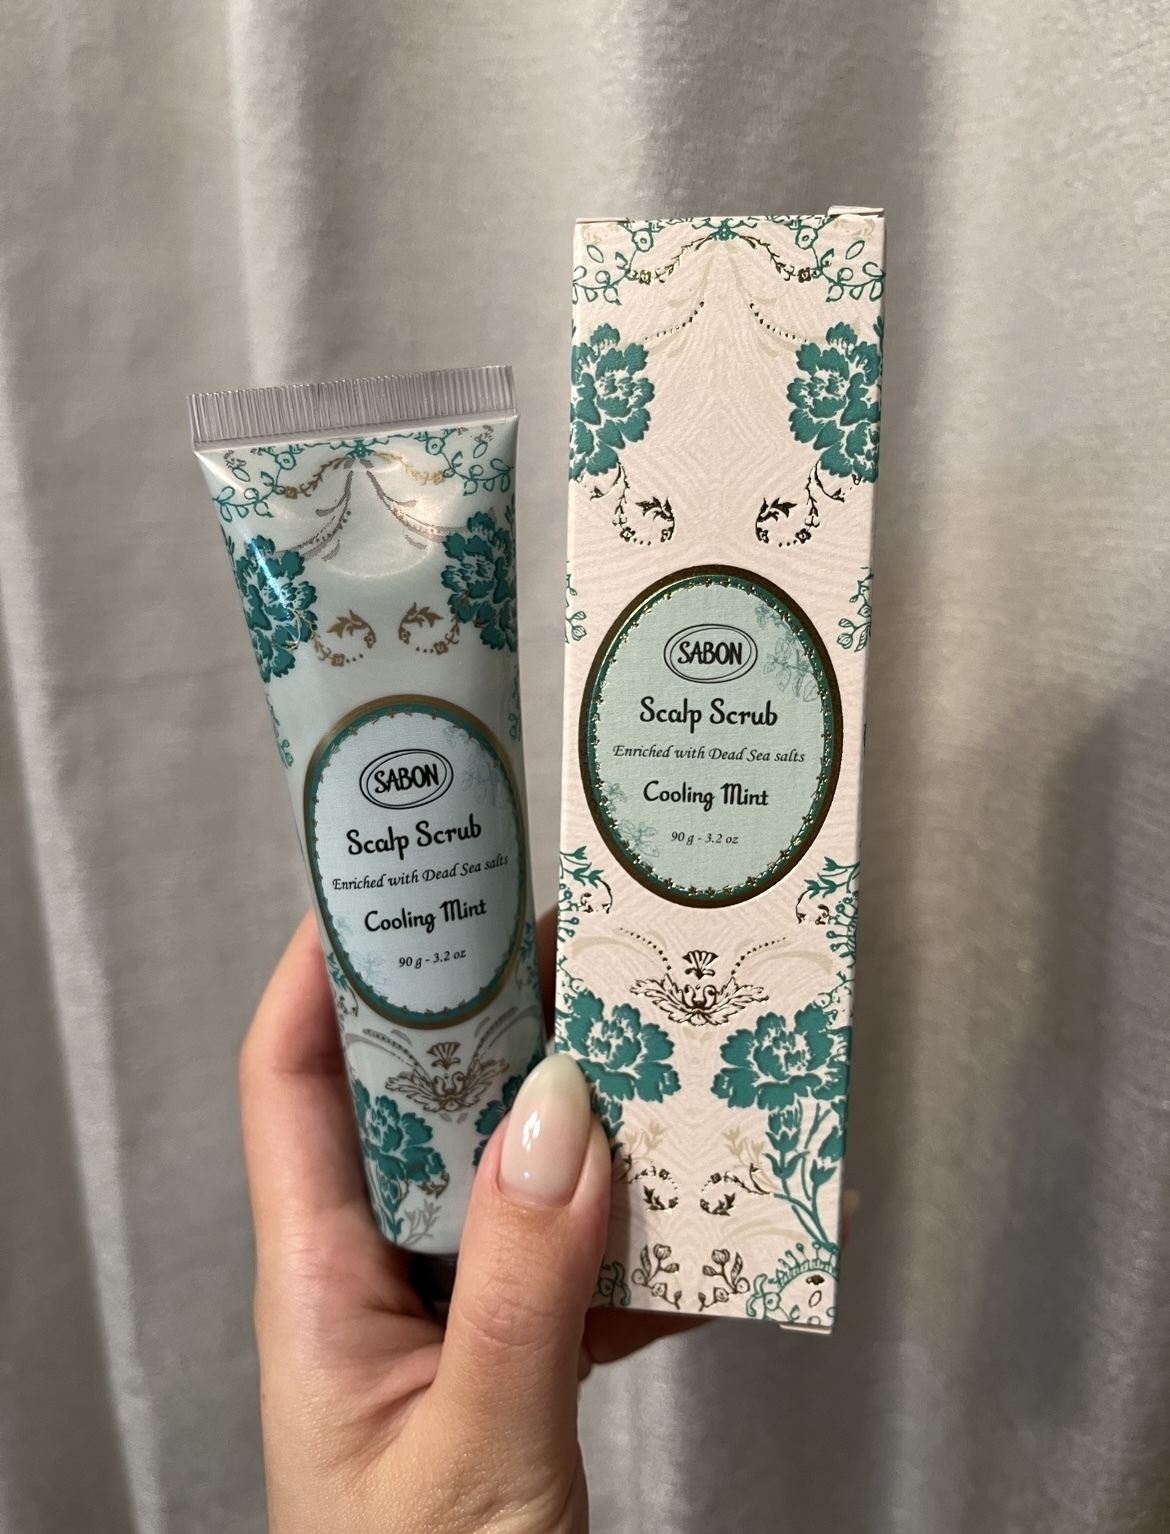 SABON
Scalp Scrub
Enriched with Dead Sea salts
Cooling Mint
90 g - 3.2 oz
SABON
Scalp Scrub
Enriched with Dead Sea salts
Cooling Mint
90 g - 3.2 oz